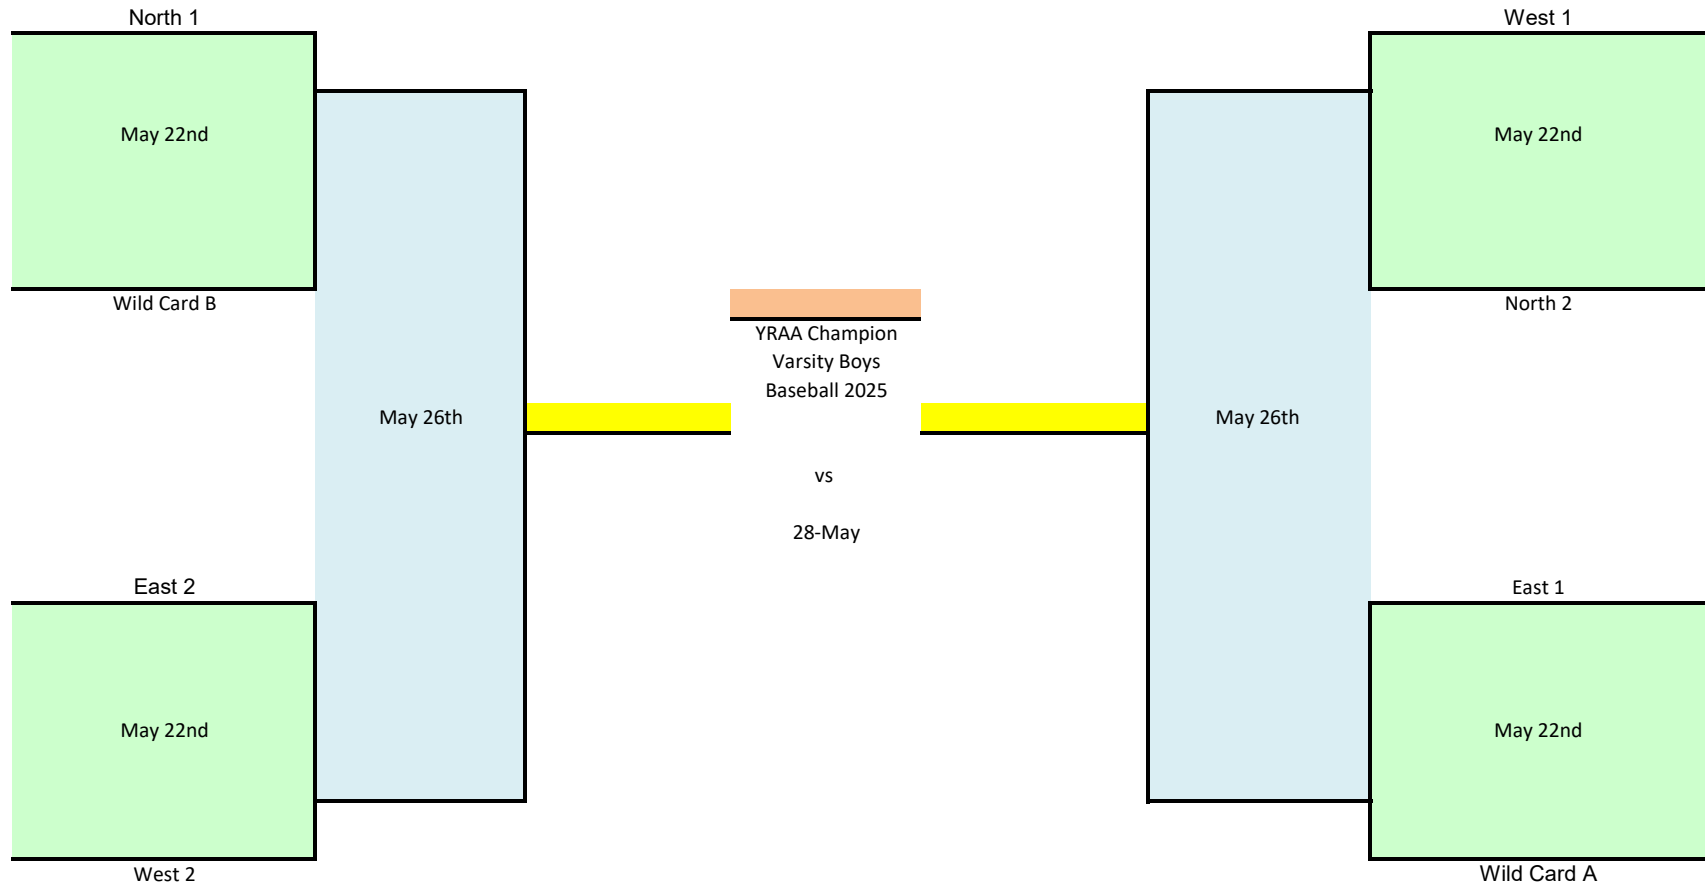 North 1
West 1
May 22nd
May 22nd
Wild Card B
North 2
YRAA Champion
Varsity Boys
Baseball 2025
May 26th
May 26th
vs
28-May
East 2
East 1
May 22nd
May 22nd
West 2
Wild Card A